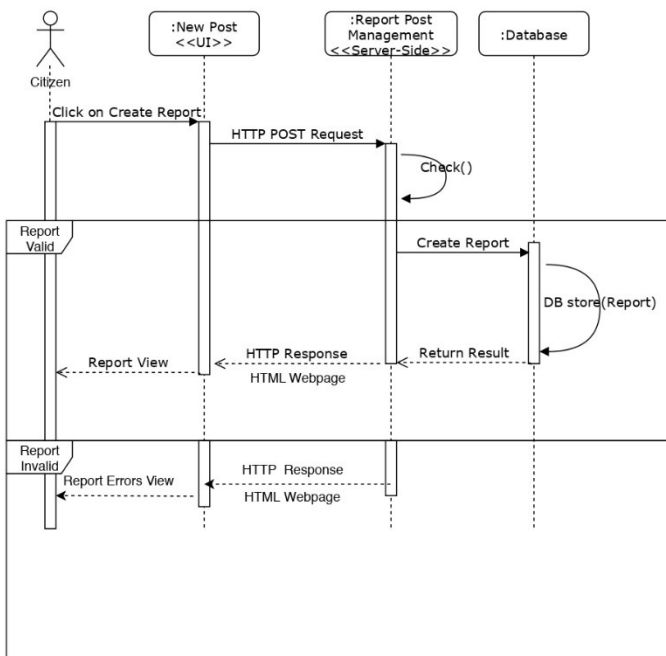 :New Post
<<UI>>
:Report Post
Management
<<Server-Side>>
:Database
Citizen
Click on Create Report
HTTP POST Request
Check()
Report
Valid
Create Report
DB store(Report)
Report View
HTTP Response
HTML Webpage
Return Result
Report
Invalid
Report Errors View
HTTP Response
HTML Webpage